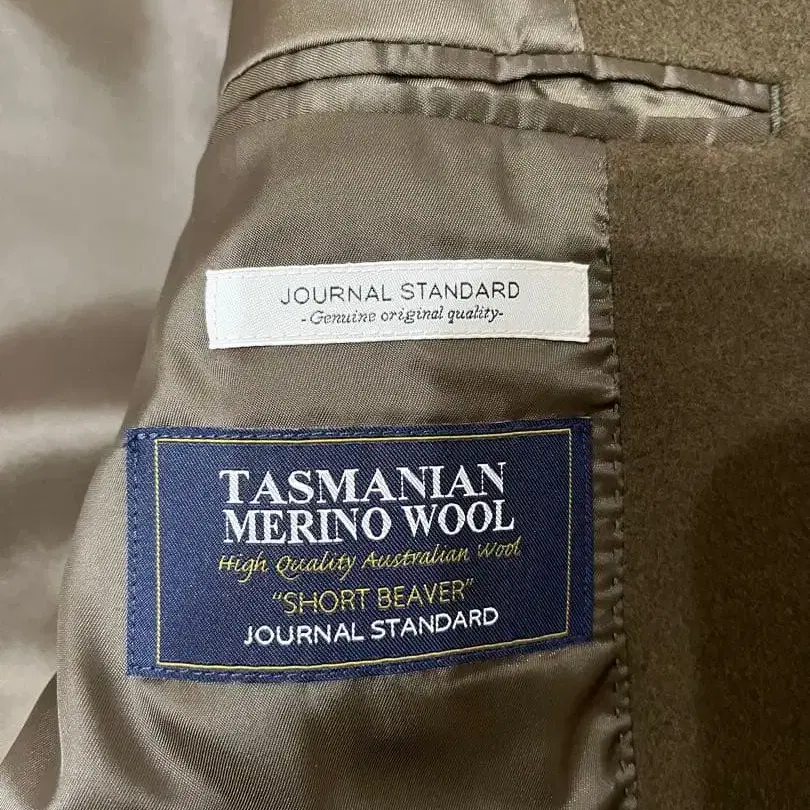 JOURNAL STANDARD
-Genuine original quality-
TASMANIAN
MERINO WOOL
High Quality Australian Wool
"SHORT BEAVER"
JOURNAL STANDARD